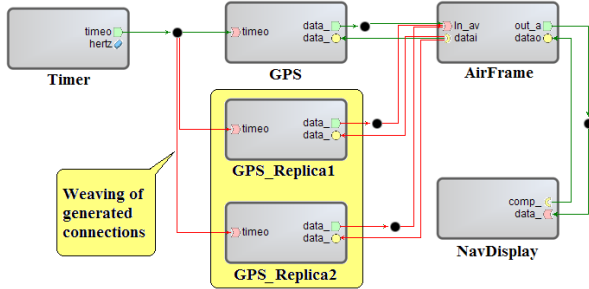 timeo
hertz
Timer
timeo
data_
data_
GPS
In_av
datai
out_a
datao
AirFrame
timeo
data_
data_
GPS_Replica1
Weaving of
generated
connections
timeo
data_
data_
GPS_Replica2
comp_
data_
NavDisplay